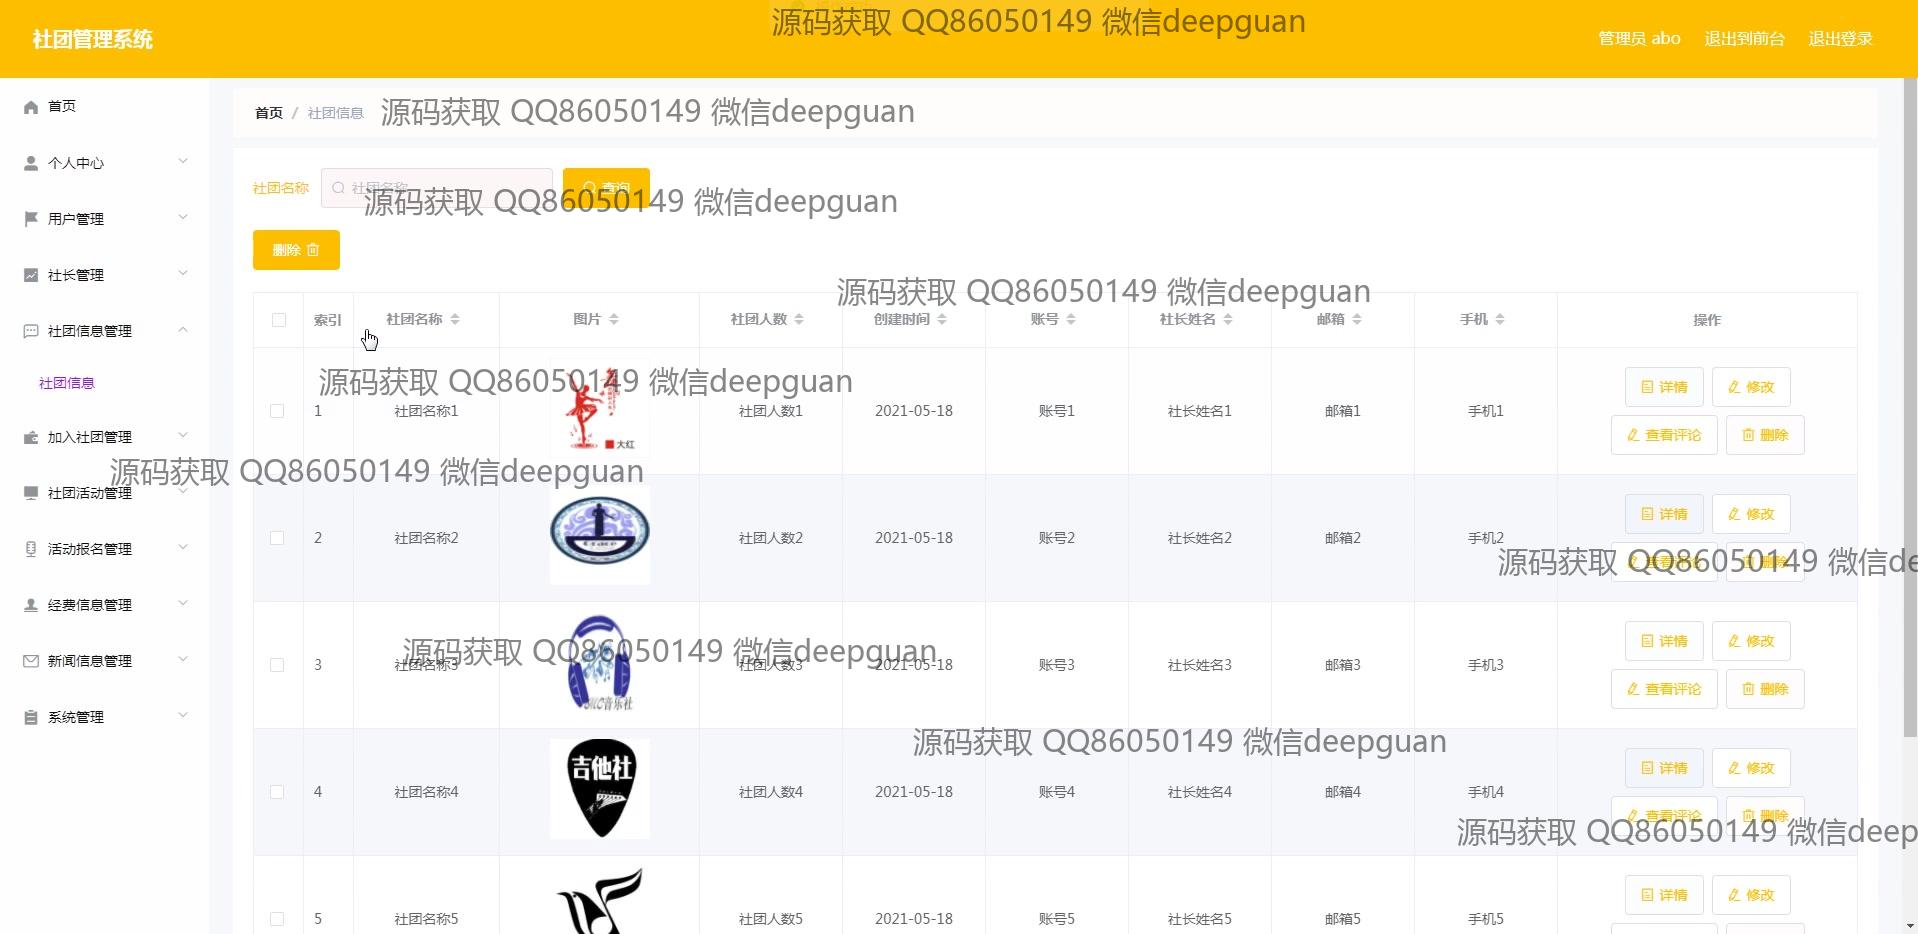 源码获取 QQ86050149 微信deepguan
社团管理系统
管理员 abo 退出到前台 退出登录
首页
首页 / 社团信息
源码获取 QQ86050149 微信deepguan
个人中心
社团名称 社团名称 查询
源码获取 QQ86050149 微信deepguan
用户管理
删除
社长管理
源码获取 QQ86050149 微信deepguan
索引 社团名称 图片 社团人数 创建时间 账号 社长姓名 邮箱 手机 操作
社团信息管理
社团信息
源码获取 QQ86050149 微信deepguan
详情 修改
1 社团名称1 社团人数1 2021-05-18 账号1 社长姓名1 邮箱1 手机1
大红
查看评论 删除
加入社团管理
源码获取 QQ86050149 微信deepguan
社团活动管理
详情 修改
2 社团名称2 社团人数2 2021-05-18 账号2 社长姓名2 邮箱2 手机2
活动报名管理
查看评论 删除
源码获取 QQ86050149 微信de
经费信息管理
详情 修改
源码获取 QQ86050149 微信deepguan
3 社团名称3 社团人数3 2021-05-18 账号3 社长姓名3 邮箱3 手机3
新闻信息管理
查看评论 删除
音乐社
系统管理
源码获取 QQ86050149 微信deepguan
详情 修改
吉他社
4 社团名称4 社团人数4 2021-05-18 账号4 社长姓名4 邮箱4 手机4
查看评论 删除
源码获取 QQ86050149 微信deep
详情 修改
5 社团名称5 社团人数5 2021-05-18 账号5 社长姓名5 邮箱5 手机5